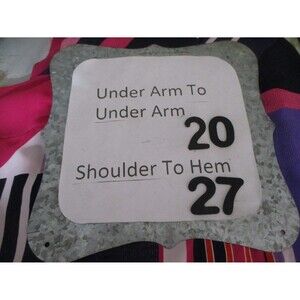 Under Arm To
Under Arm
20
Shoulder To Hem
27